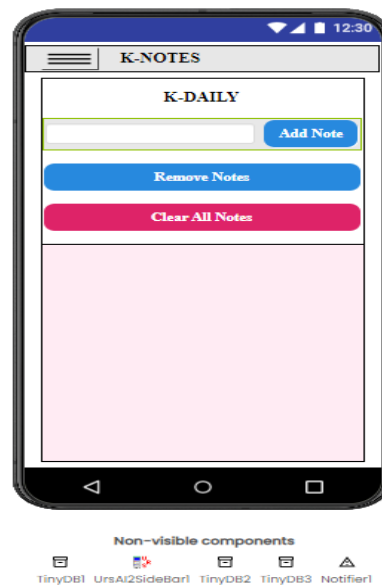 12:30
K-NOTES
K-DAILY
Add Note
Remove Notes
Clear All Notes
Non-visible components
TinyDB1 UrsAI2SideBar1 TinyDB2 TinyDB3 Notifier1